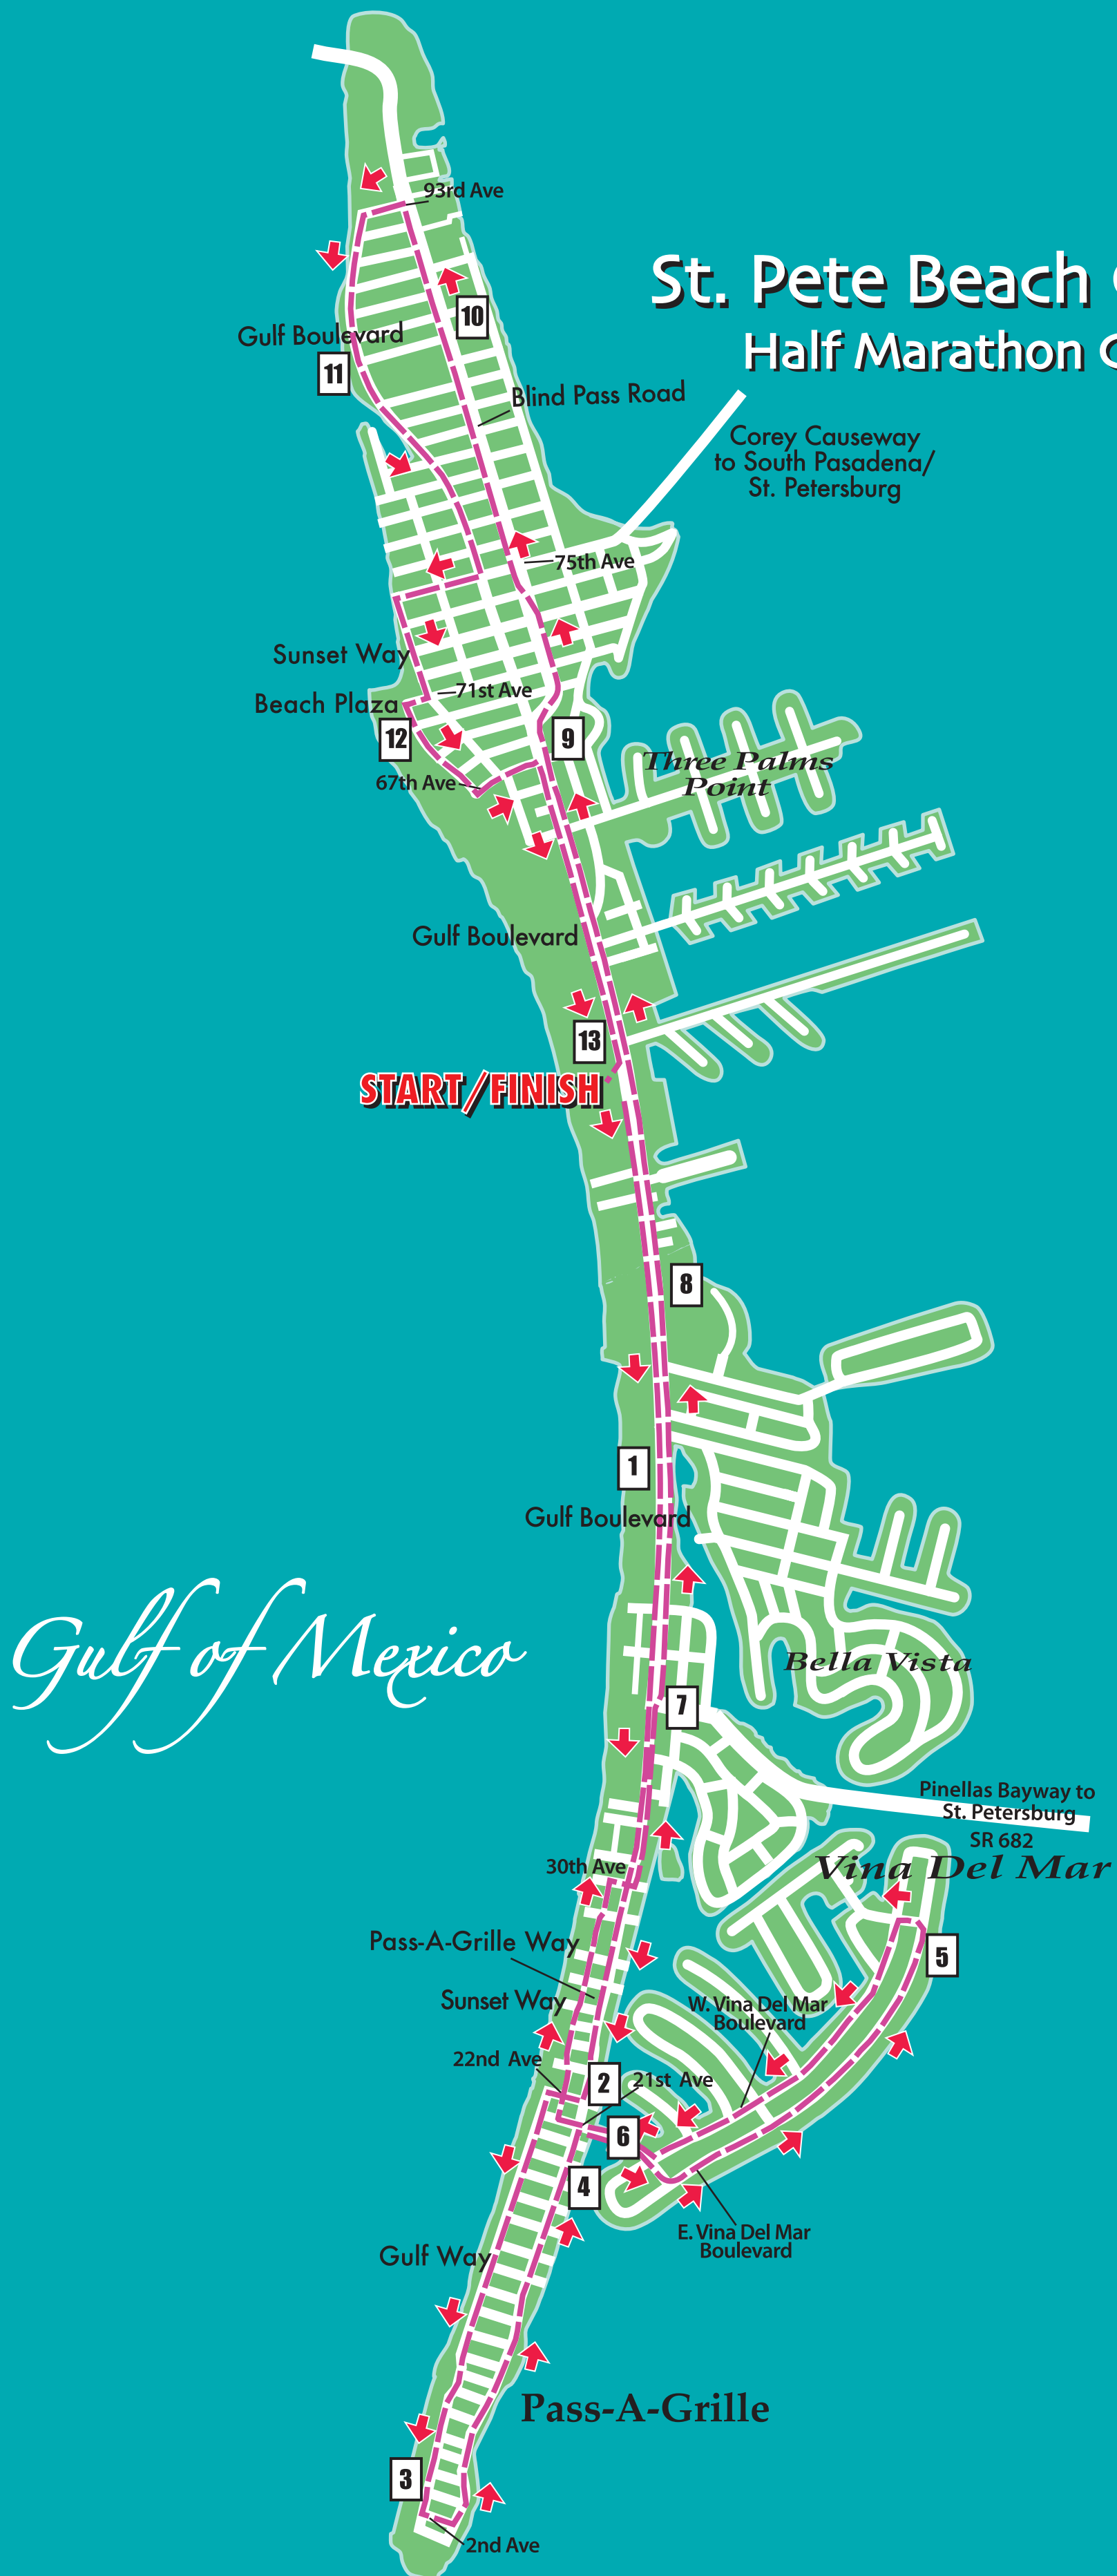 93rd Ave
St. Pete Beach
10
Gulf Boulevard
Half Marathon
11
Blind Pass Road
Corey Causeway
to South Pasadena/
St. Petersburg
75th Ave
Sunset Way
71st Ave
Beach Plaza
12
9
Three Palms
Point
67th Ave
Gulf Boulevard
13
START/FINISH
8
1
Gulf Boulevard
Gulf of Mexico
Bella Vista
7
Pinellas Bayway to
St. Petersburg
SR 682
30th Ave
Vina Del Mar
Pass-A-Grille Way
5
Sunset Way
W. Vina Del Mar
Boulevard
22nd Ave
2
21st Ave
6
4
E. Vina Del Mar
Boulevard
Gulf Way
Pass-A-Grille
3
2nd Ave